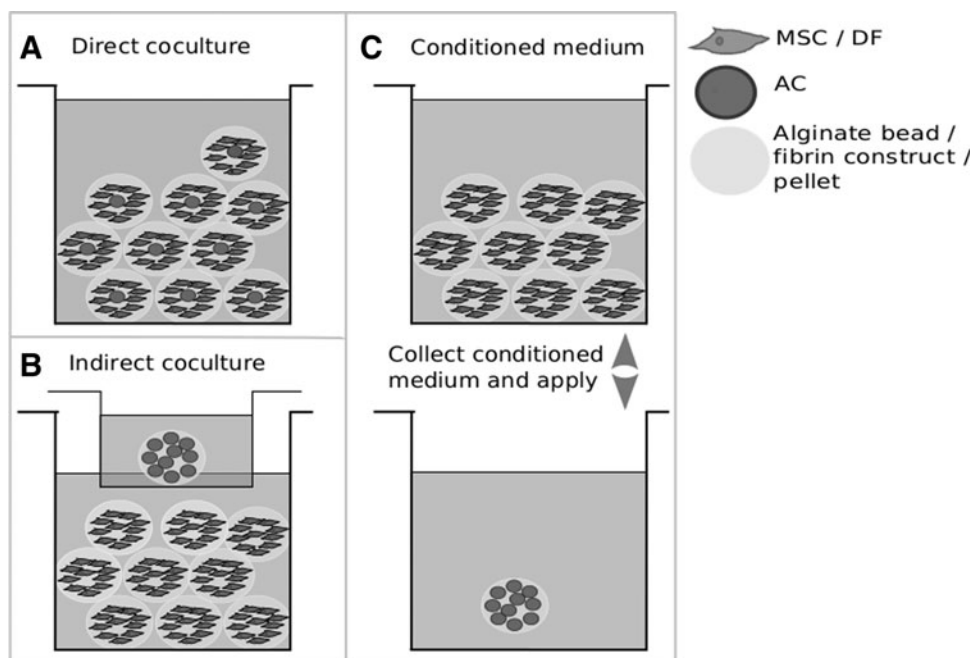 A Direct coculture
B Indirect coculture
C Conditioned medium
Collect conditioned
medium and apply
MSC / DF
AC
Alginate bead /
fibrin construct /
pellet